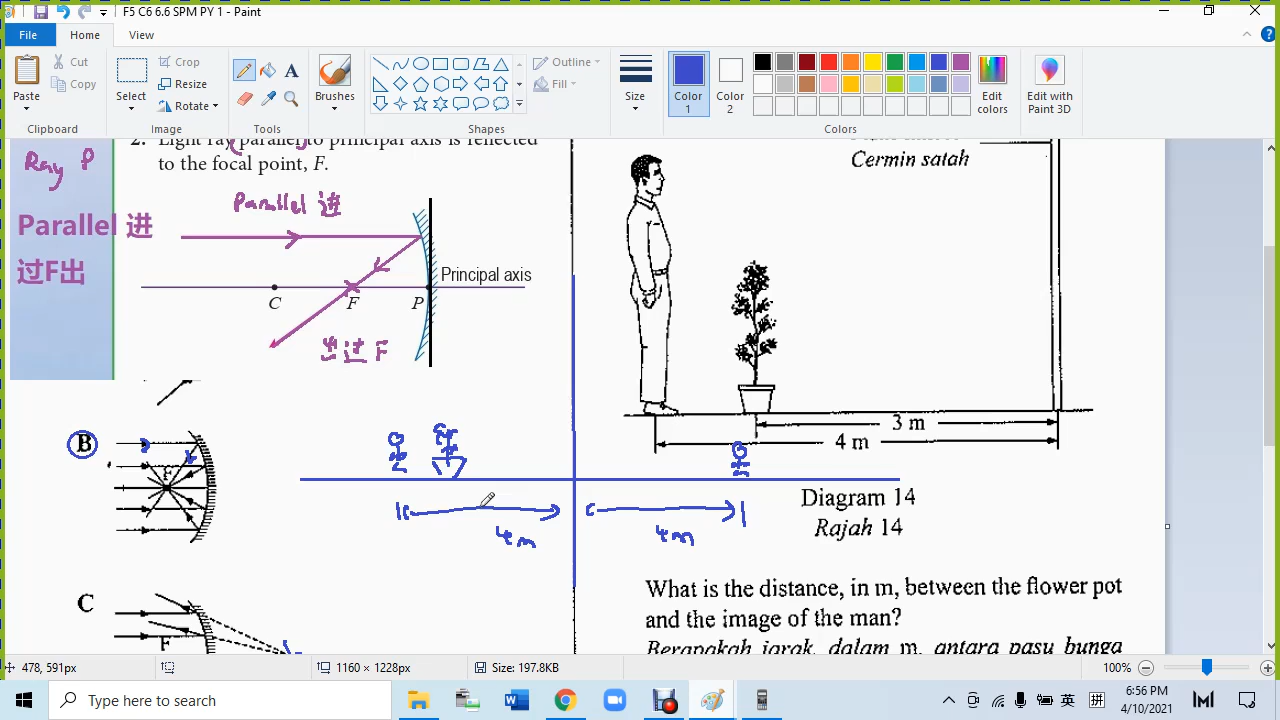 F5 C6 6.6 SPM PY 1 - Paint
File
Home
View
Paste
Cut
Copy
Clipboard
Select
Crop
Resize
Rotate
Image
Tools
Brushes
Shapes
Outline
Fill
Size
Color 1
Color 2
Edit colors
Edit with Paint 3D
Colors
2. Light ray parallel to principal axis is reflected
to the focal point, F.
Ray P
Parallel 进
Parallel 进
过F出
Principal axis
C F P
F
B
F
C
F
4m
4m
Cermin satah
3 m
4 m
Diagram 14
Rajah 14
What is the distance, in m, between the flower pot
and the image of the man?
Berapakah jarak, dalam m, antara pasu bunga
478, 591px
1160 × 1228px
Size: 197.8KB
100%
Type here to search
英
拼
6:56 PM
4/10/2021